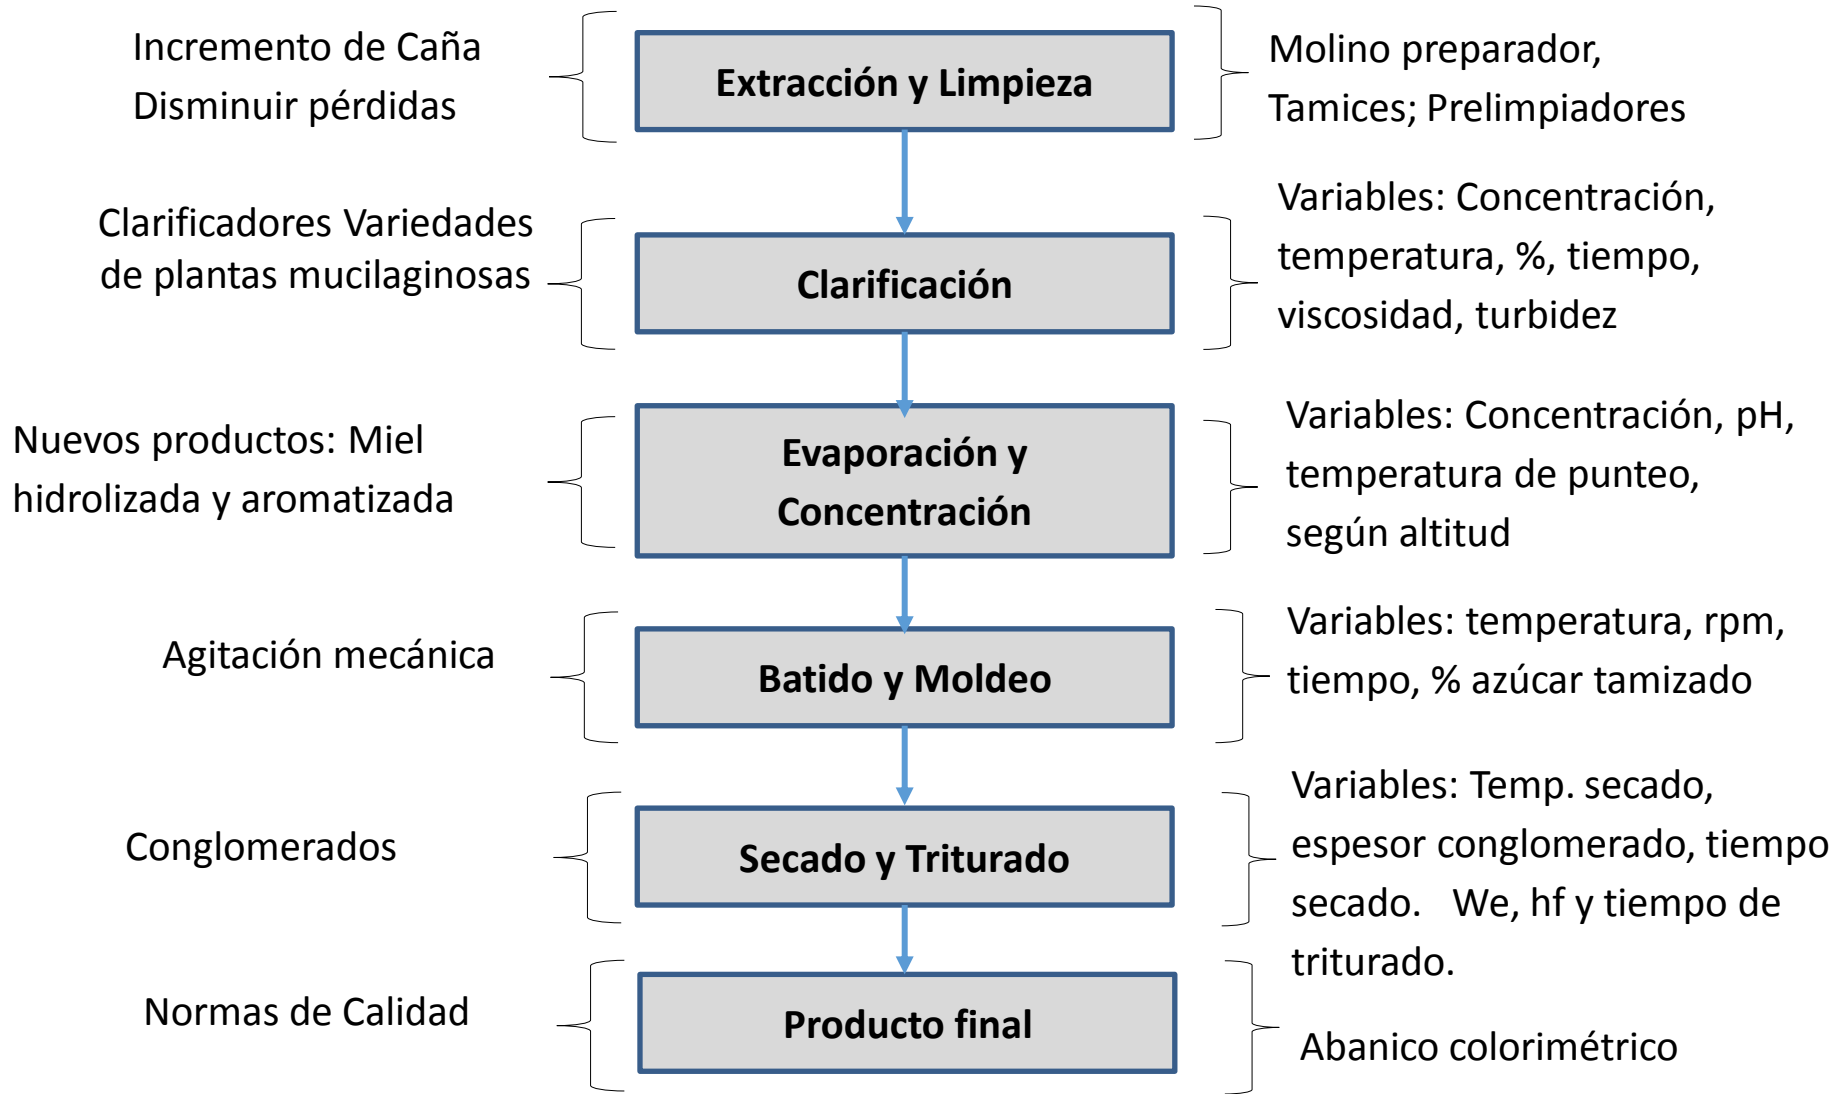 Incremento de Caña
Disminuir pérdidas
Extracción y Limpieza
Molino preparador,
Tamices; Prelimpiadores
Clarificadores Variedades
de plantas mucilaginosas
Clarificación
Variables: Concentración,
temperatura, %, tiempo,
viscosidad, turbidez
Nuevos productos: Miel
hidrolizada y aromatizada
Evaporación y
Concentración
Variables: Concentración, pH,
temperatura de punteo,
según altitud
Agitación mecánica
Batido y Moldeo
Variables: temperatura, rpm,
tiempo, % azúcar tamizado
Conglomerados
Secado y Triturado
Variables: Temp. secado,
espesor conglomerado, tiempo
secado. We, hf y tiempo de
triturado.
Normas de Calidad
Producto final
Abanico colorimétrico